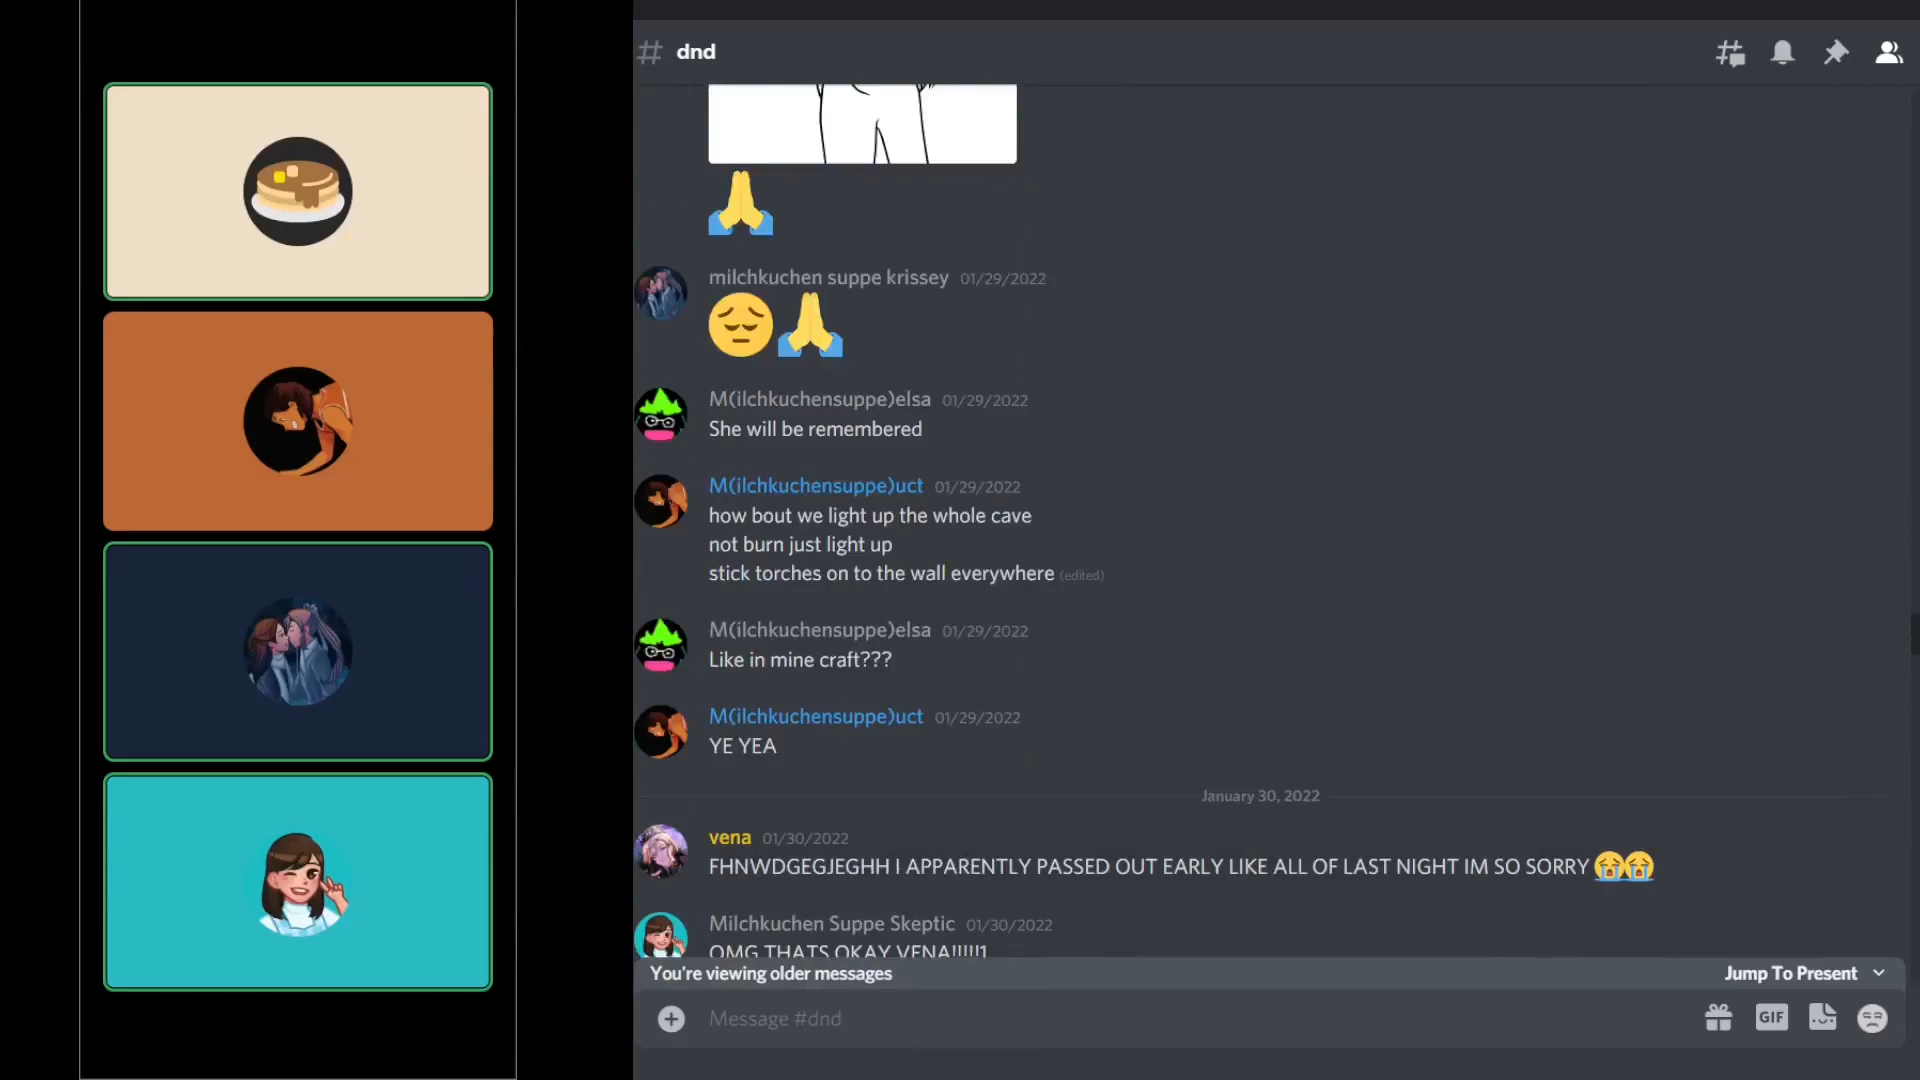 dnd
milchkuchen suppe krissey 01/29/2022
M(ilchkuchensuppe)elsa 01/29/2022
She will be remembered
M(ilchkuchensuppe)uct 01/29/2022
how bout we light up the whole cave
not burn just light up
stick torches on to the wall everywhere (edited)
M(ilchkuchensuppe)elsa 01/29/2022
Like in mine craft???
M(ilchkuchensuppe)uct 01/29/2022
YE YEA
January 30, 2022
vena 01/30/2022
FHNWDGEGJEGHH I APPARENTLY PASSED OUT EARLY LIKE ALL OF LAST NIGHT IM SO SORRY
Milchkuchen Suppe Skeptic 01/30/2022
OMG THATS OKAY VENA!!!!!1
You're viewing older messages Jump To Present
Message #dnd GIF